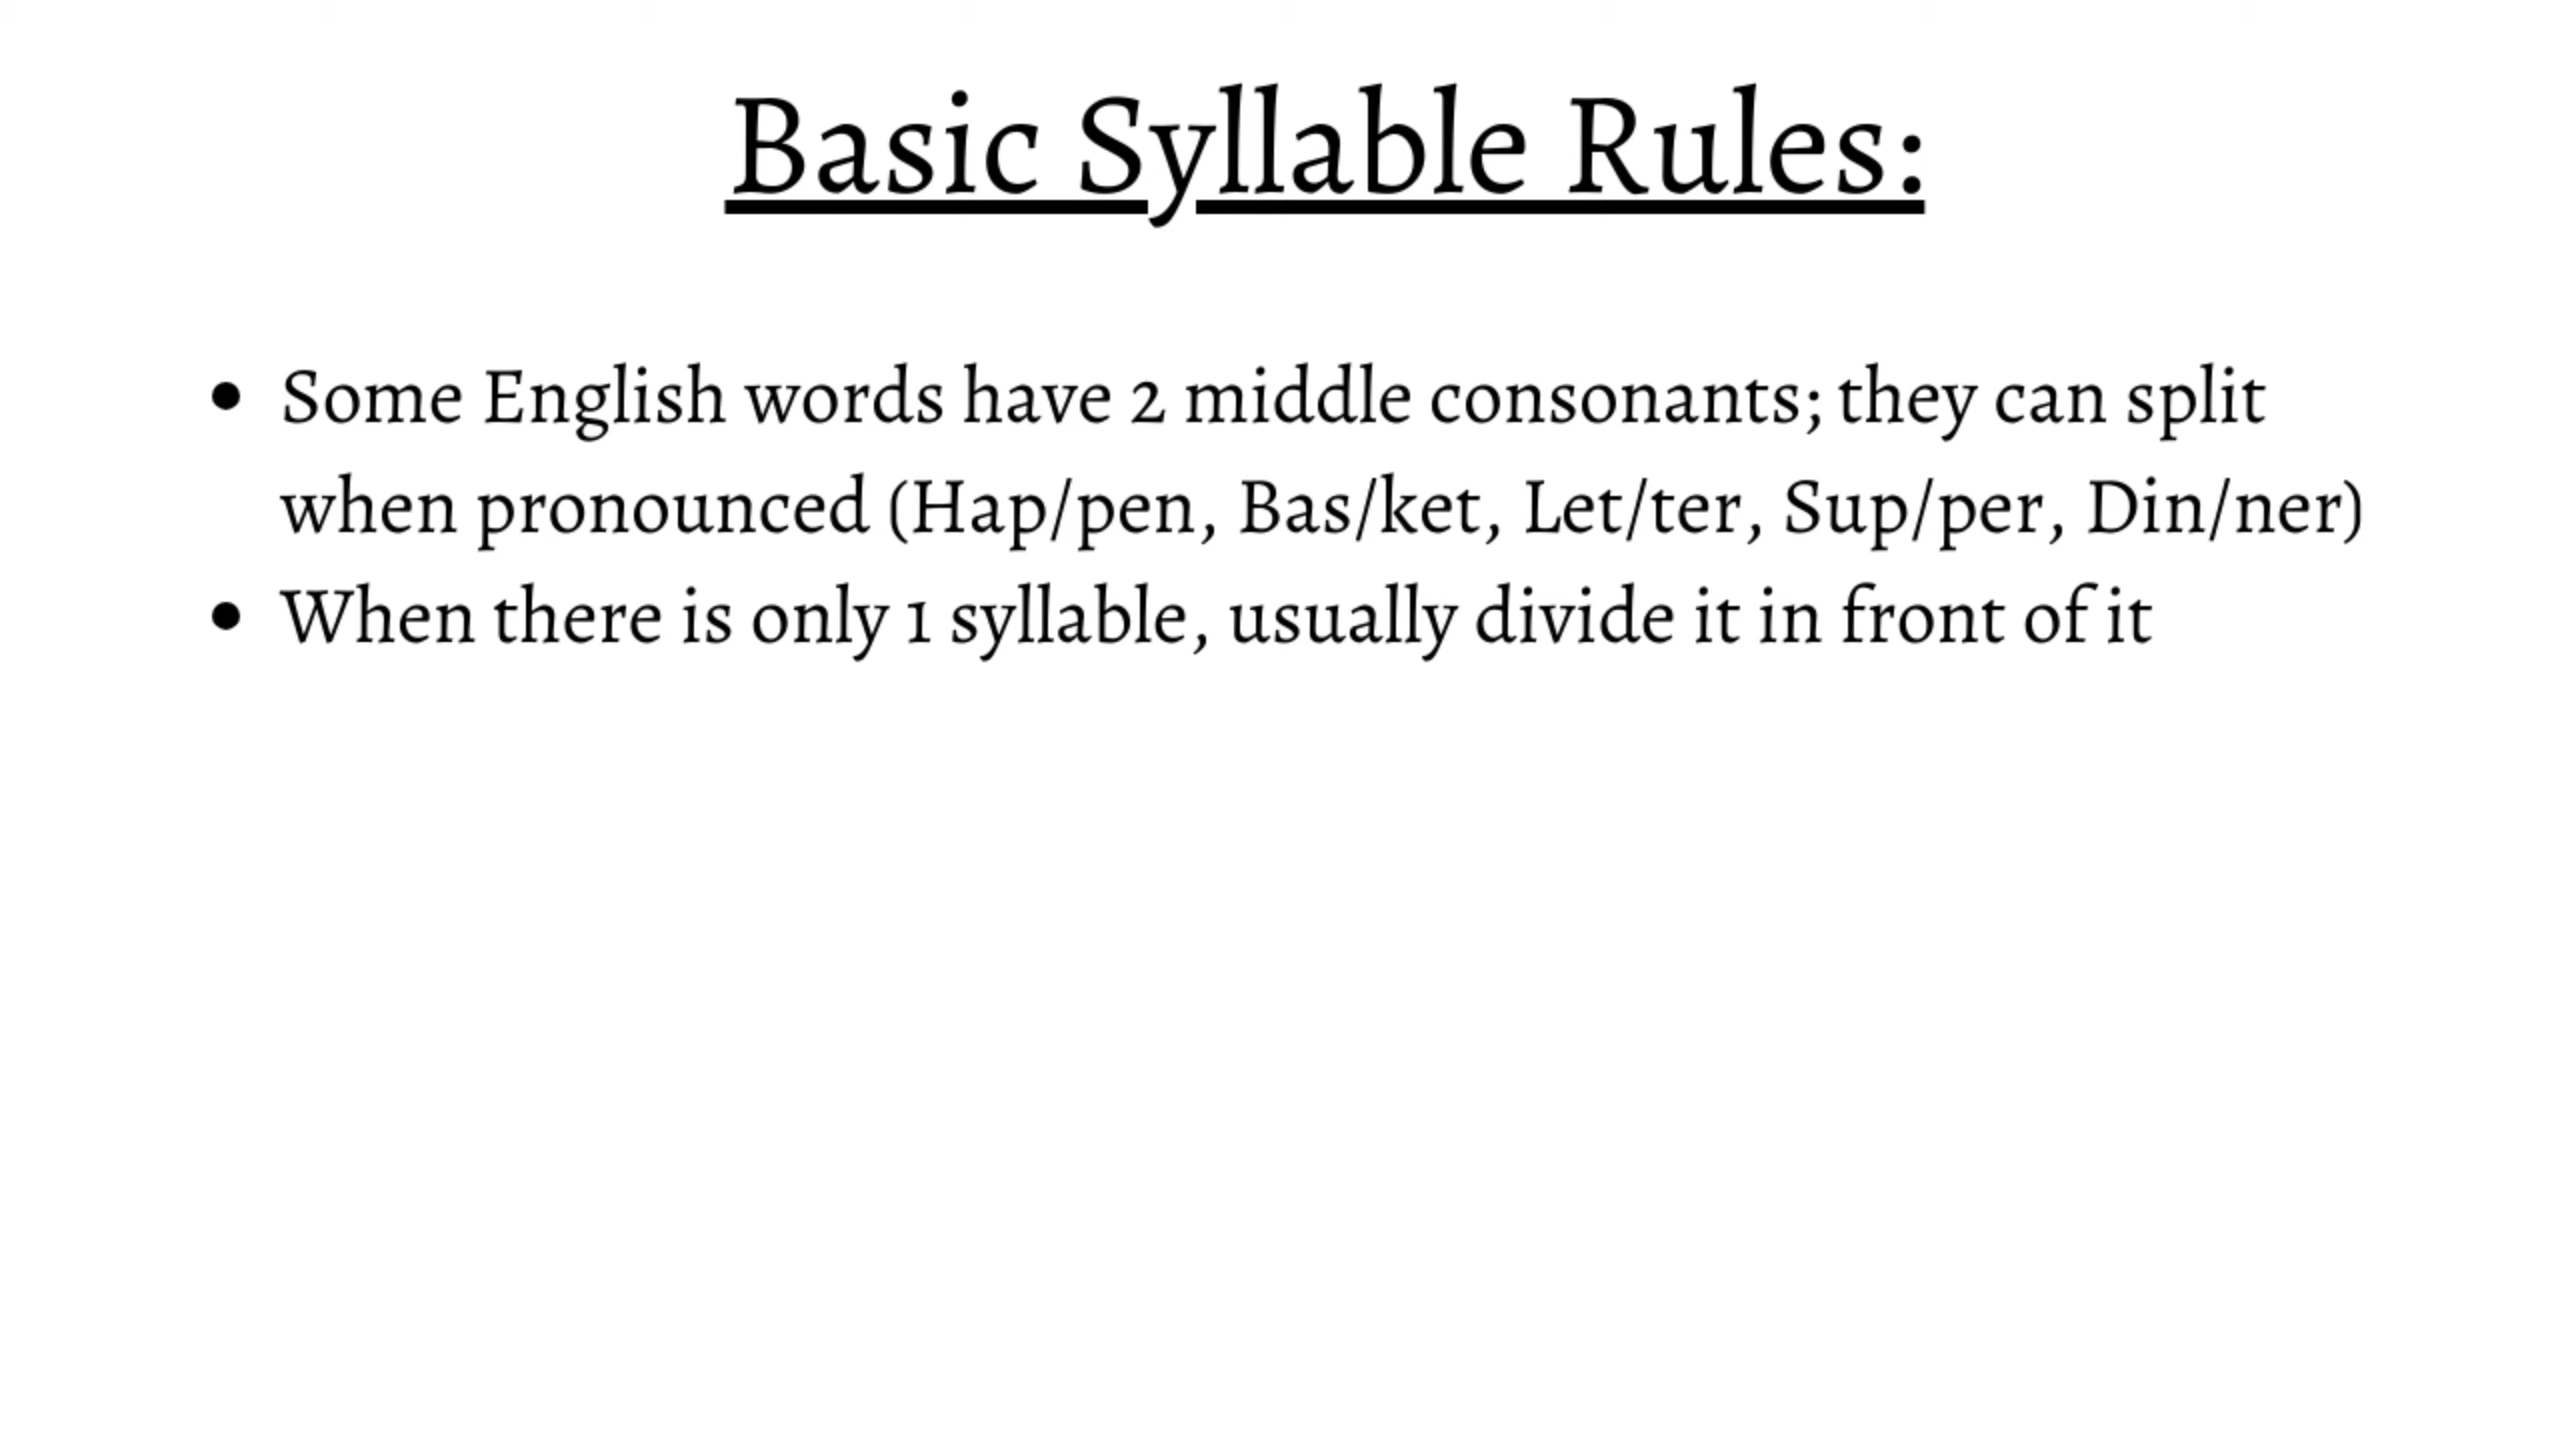 Basic Syllable Rules:
• Some English words have 2 middle consonants; they can split
when pronounced (Hap/pen, Bas/ket, Let/ter, Sup/per, Din/ner)
• When there is only 1 syllable, usually divide it in front of it